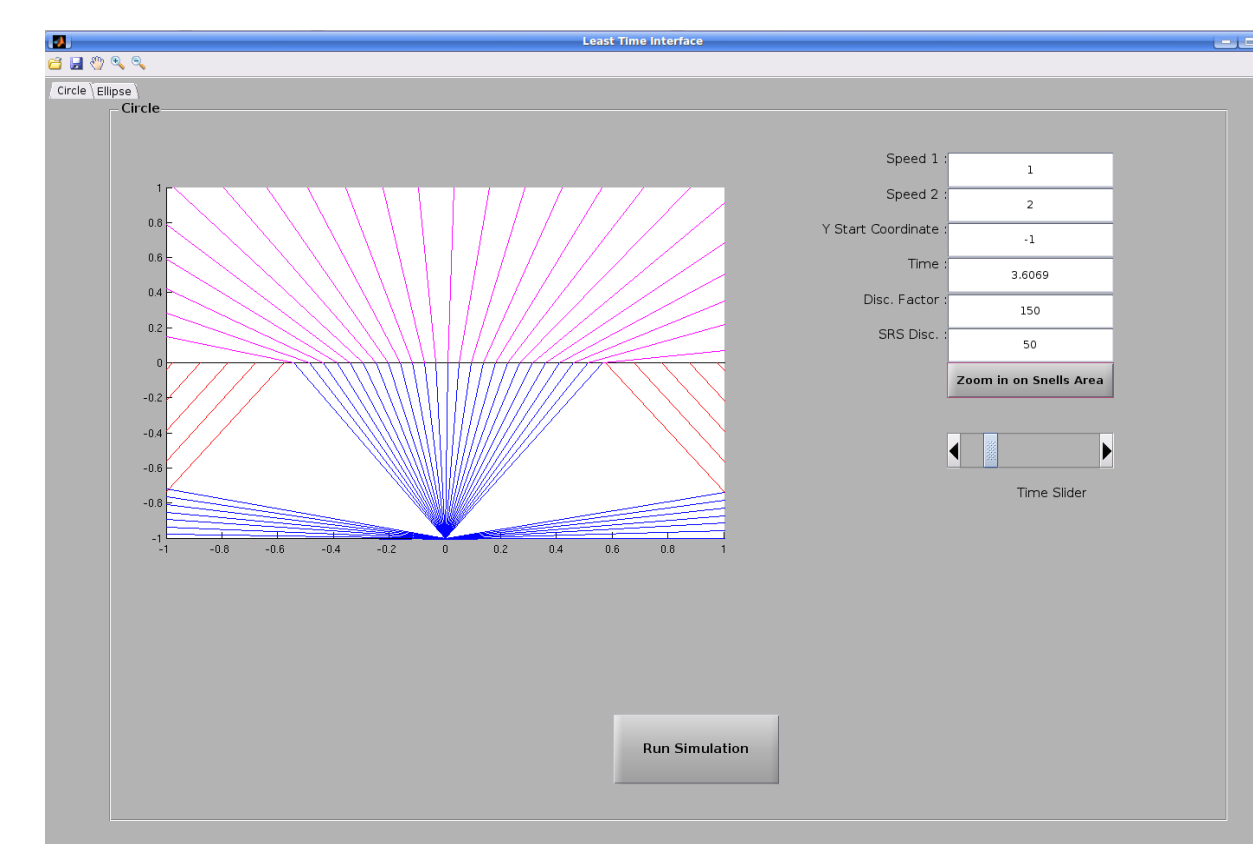 Least Time Interface
Circle Ellipse
Circle
Speed 1 : 1
Speed 2 : 2
Y Start Coordinate : -1
Time : 3.6069
Disc. Factor : 150
SRS Disc. : 50
Zoom in on Snells Area
Time Slider
1
0.8
0.6
0.4
0.2
0
-0.2
-0.4
-0.6
-0.8
-1
-1 -0.8 -0.6 -0.4 -0.2 0 0.2 0.4 0.6 0.8 1
Run Simulation